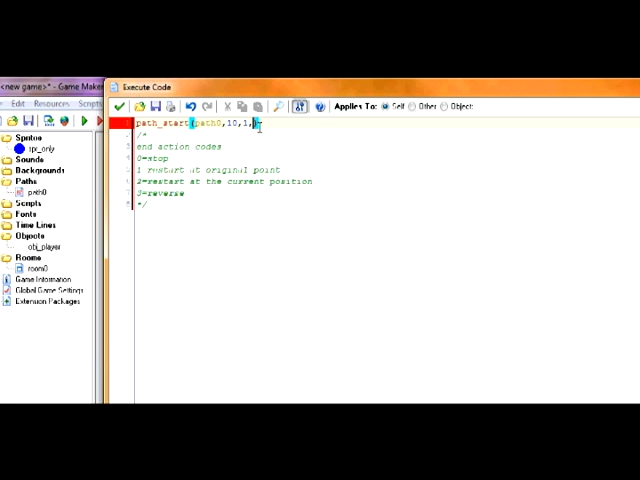 <new game>* - Game Maker
Execute Code
Edit Resources Scripts
Applies To: Self Other Object:
Sprites
spr_only
Sounds
Backgrounds
Paths
path0
Scripts
Fonts
Time Lines
Objects
obj_player
Rooms
room0
Game Information
Global Game Settings
Extension Packages
path_start(path0,10,1,)
/*
end action codes
0=stop
1 restart at original point
2=restart at the current position
3=reverse
*/